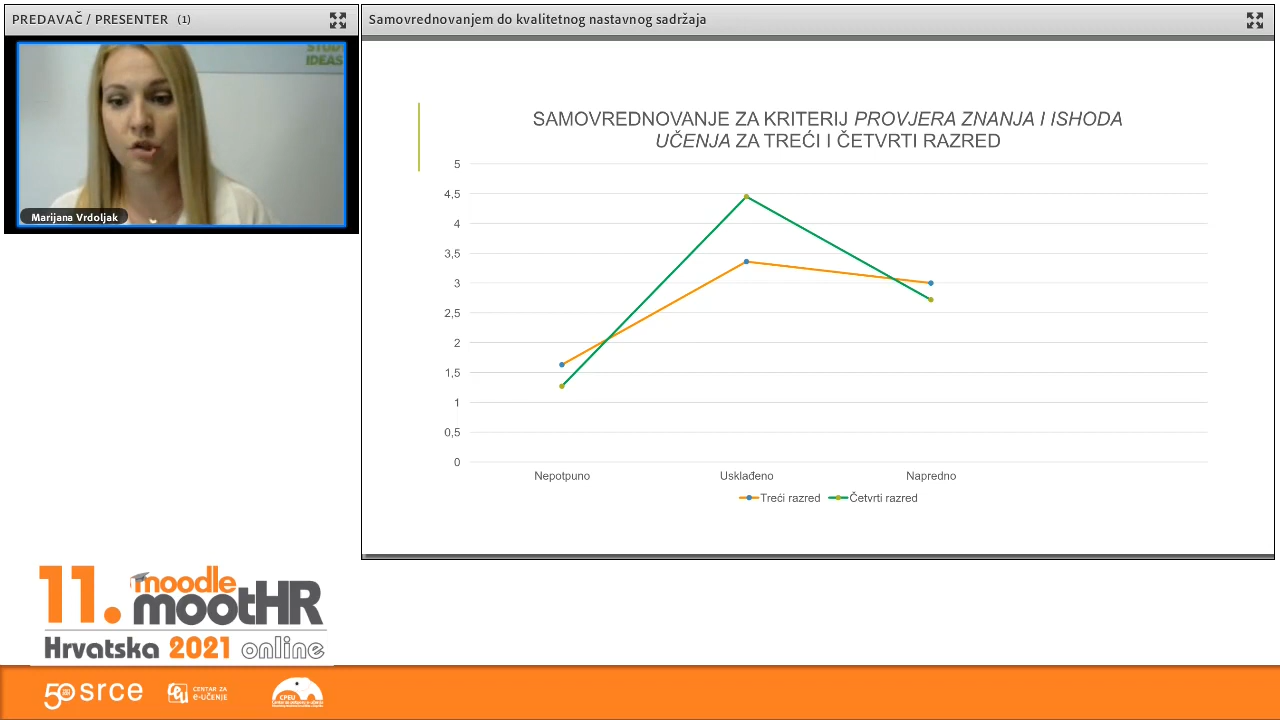 PREDAVAČ / PRESENTER (1)
STUDY
IDEAS
Marijana Vrdoljak
Samovrednovanjem do kvalitetnog nastavnog sadržaja
SAMOVREDNOVANJE ZA KRITERIJ PROVJERA ZNANJA I ISHODA
UČENJA ZA TREĆI I ČETVRTI RAZRED
5
4,5
4
3,5
3
2,5
2
1,5
1
0,5
0
Nepotpuno Usklađeno Napredno
Treći razred Četvrti razred
11. moodle
mootHR
Hrvatska 2021 online
50 srce
CENTAR ZA
e-UČENJE
CPEU